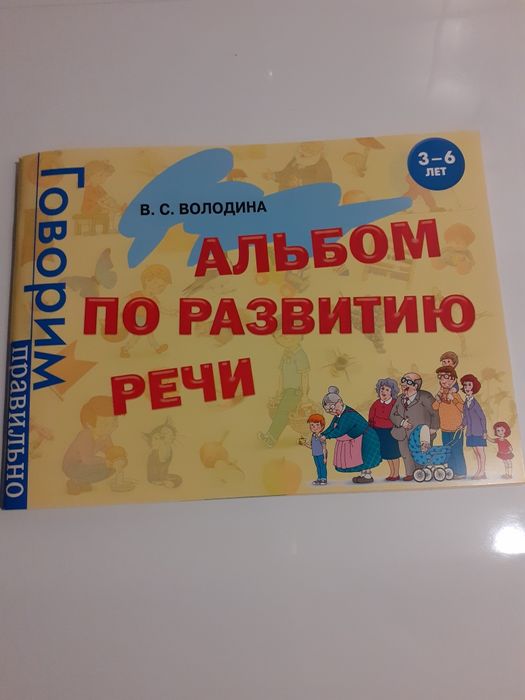 3–6
ЛЕТ
В. С. ВОЛОДИНА
АЛЬБОМ
ПО РАЗВИТИЮ
РЕЧИ
Говорим
правильно